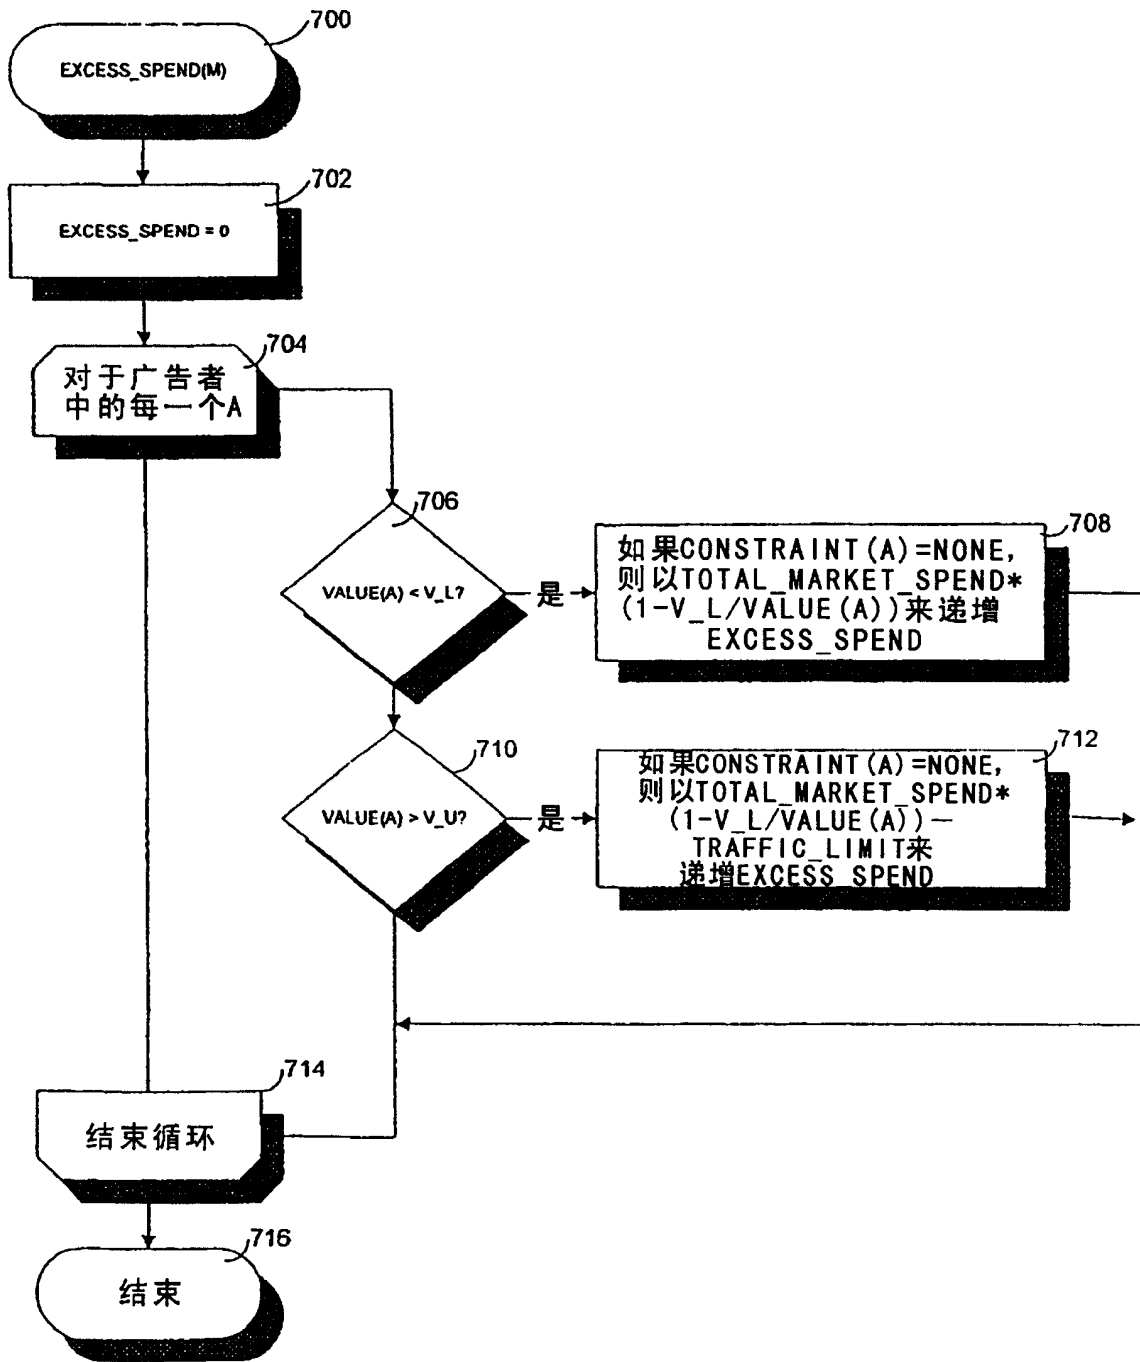 700
EXCESS_SPEND(M)
702
EXCESS_SPEND = 0
704
对于广告者
中的每一个A
706
VALUE(A) < V_L?
是
708
如果CONSTRAINT(A)=NONE,
则以TOTAL_MARKET_SPEND*
(1-V_L/VALUE(A))来递增
EXCESS_SPEND
710
VALUE(A) > V_U?
是
712
如果CONSTRAINT(A)=NONE,
则以TOTAL_MARKET_SPEND*
(1-V_L/VALUE(A))－
TRAFFIC_LIMIT来
递增EXCESS_SPEND
714
结束循环
716
结束